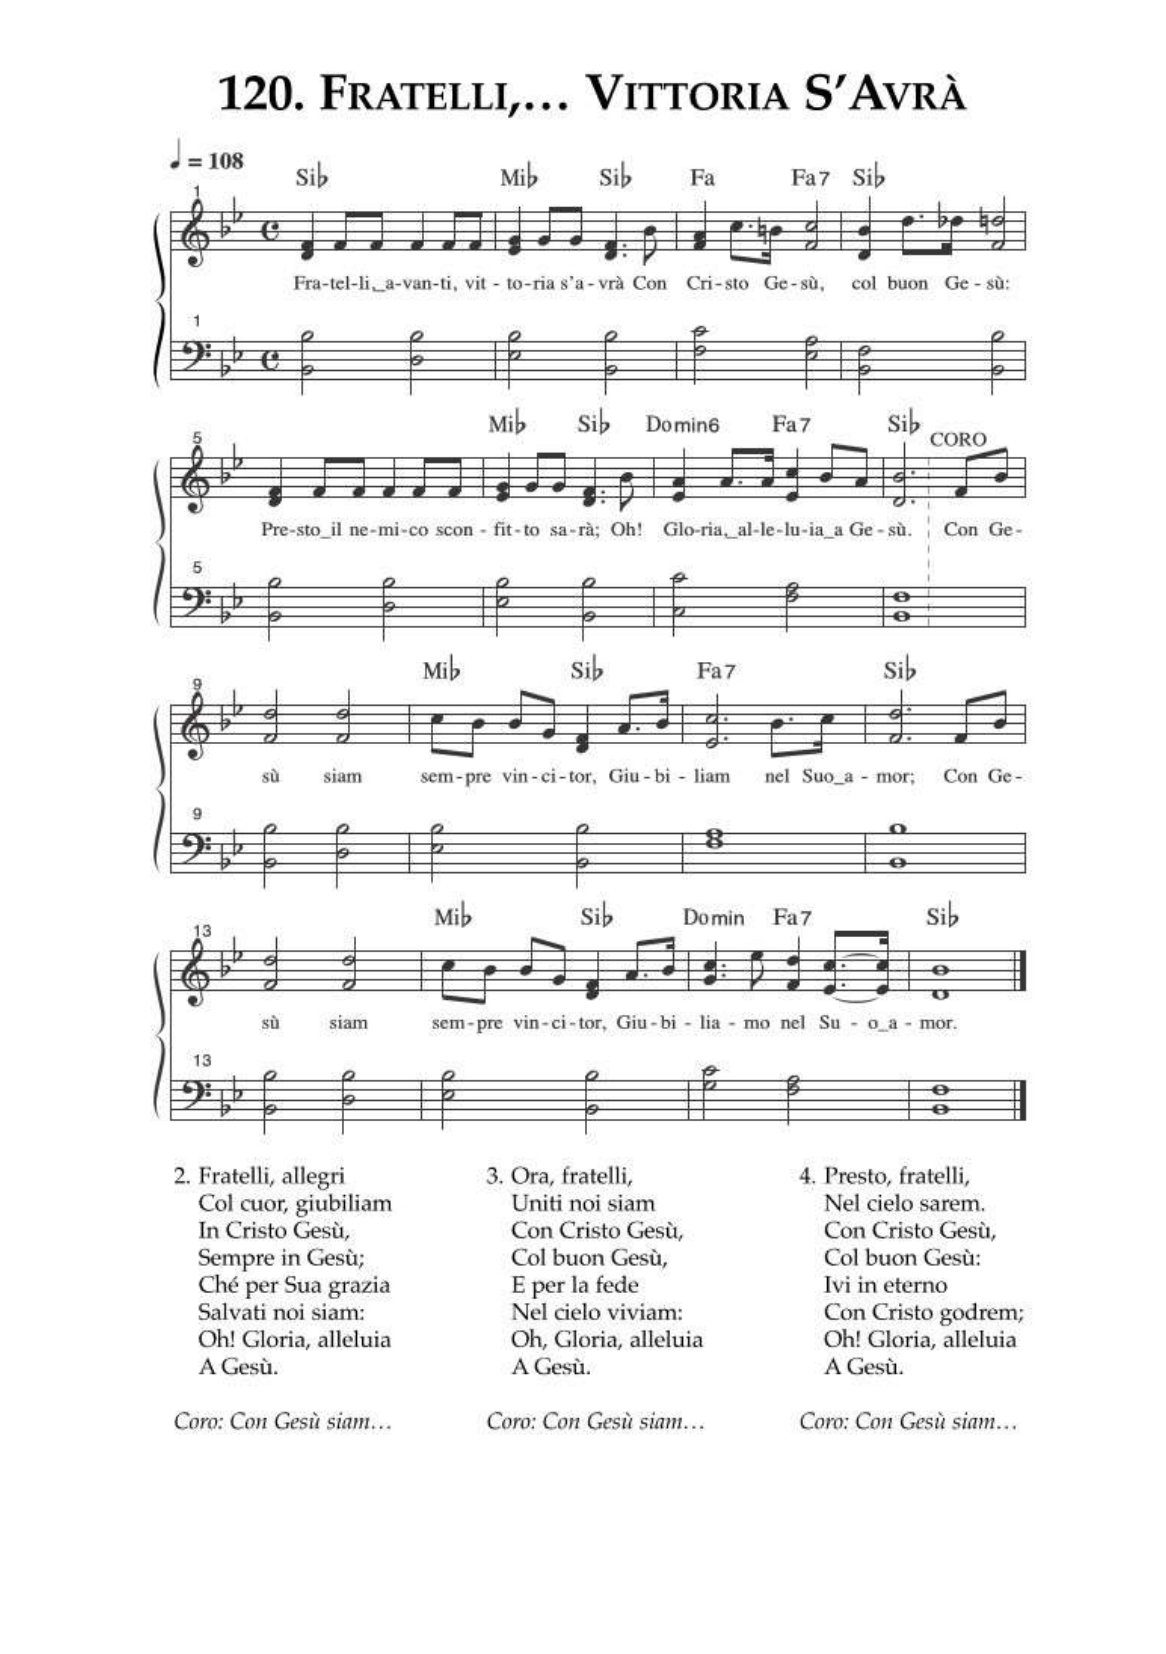 120. Fratelli,… Vittoria S'Avrà
= 108
Si♭ Mi♭ Si♭ Fa Fa7 Si♭
1
Fra-tel-li,_a-van-ti, vit - to-ria s'a-vrà Con Cri-sto Ge-sù, col buon Ge-sù:
1
Mi♭ Si♭ Domin6 Fa7 Si♭ CORO
5
Pre-sto_il ne-mi-co scon - fit-to sa-rà; Oh! Glo-ria,_al-le-lu-ia_a Ge-sù. Con Ge-
5
Mi♭ Si♭ Fa7 Si♭
9
sù siam sem-pre vin-ci-tor, Giu-bi-liam nel Suo_a-mor; Con Ge-
9
Mi♭ Si♭ Domin Fa7 Si♭
13
sù siam sem-pre vin-ci-tor, Giu-bi-lia-mo nel Su-o_a-mor.
13
2. Fratelli, allegri
Col cuor, giubiliam
In Cristo Gesù,
Sempre in Gesù;
Ché per Sua grazia
Salvati noi siam:
Oh! Gloria, alleluia
A Gesù.
Coro: Con Gesù siam…
3. Ora, fratelli,
Uniti noi siam
Con Cristo Gesù,
Col buon Gesù,
E per la fede
Nel cielo viviam:
Oh, Gloria, alleluia
A Gesù.
Coro: Con Gesù siam…
4. Presto, fratelli,
Nel cielo sarem.
Con Cristo Gesù,
Col buon Gesù:
Ivi in eterno
Con Cristo godrem;
Oh! Gloria, alleluia
A Gesù.
Coro: Con Gesù siam…